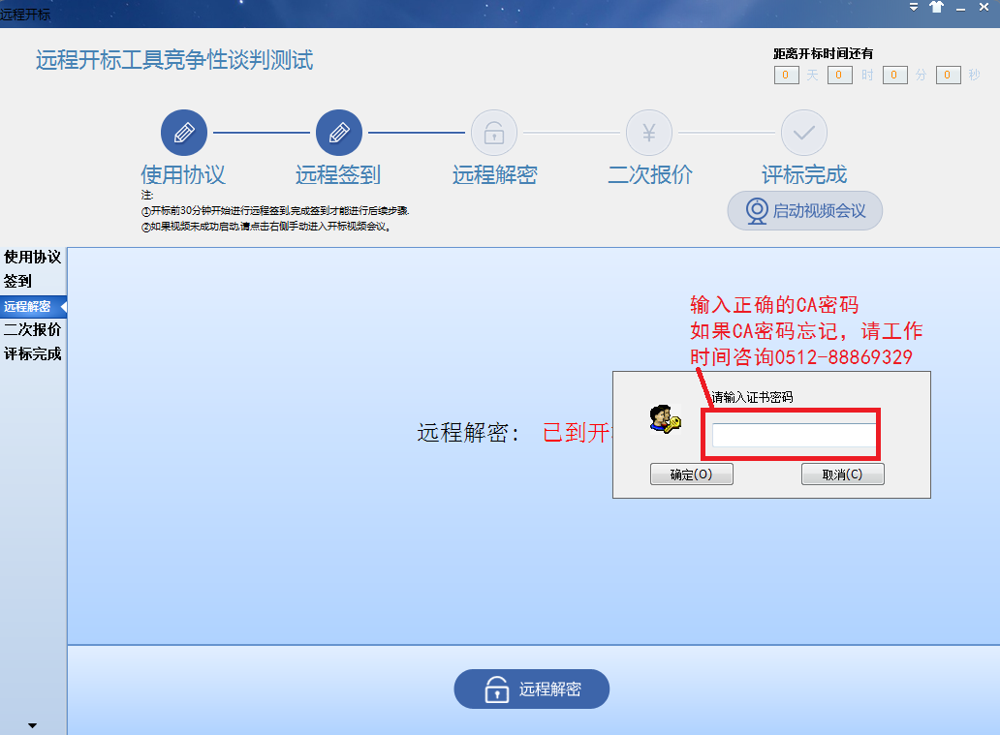 远程开标
远程开标工具竞争性谈判测试
距离开标时间还有
0 天 0 时 0 分 0 秒
¥
使用协议 远程签到 远程解密 二次报价 评标完成
注:
①开标前30分钟开始进行远程签到,完成签到才能进行后续步骤.
②如果视频未成功启动,请点击右侧手动进入开标视频会议。
启动视频会议
使用协议
签到
远程解密
二次报价
评标完成
输入正确的CA密码
如果CA密码忘记，请工作
时间咨询0512-88869329
请输入证书密码
远程解密： 已到开
确定(O) 取消(C)
远程解密